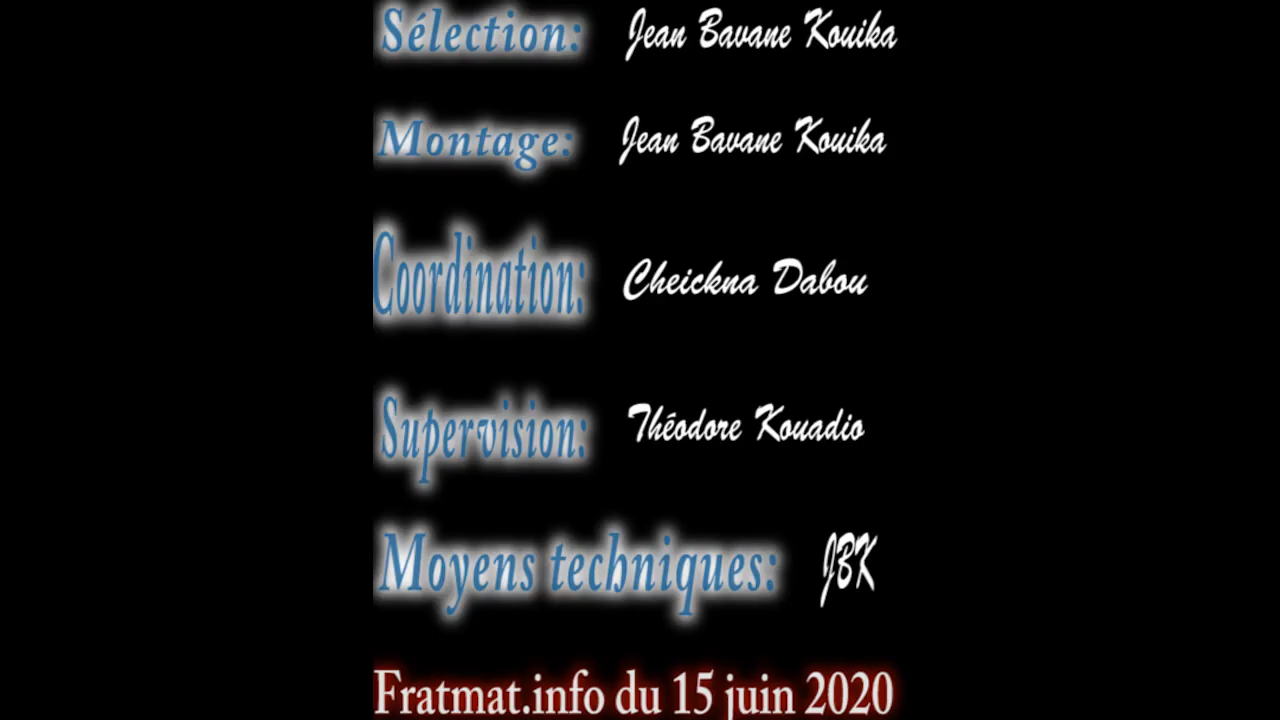 Sélection: Jean Bavane Kouika
Montage: Jean Bavane Kouika
Coordination: Cheickna Dabou
Supervision: Théodore Kouadio
Moyens techniques: JBK
Fratmat.info du 15 juin 2020